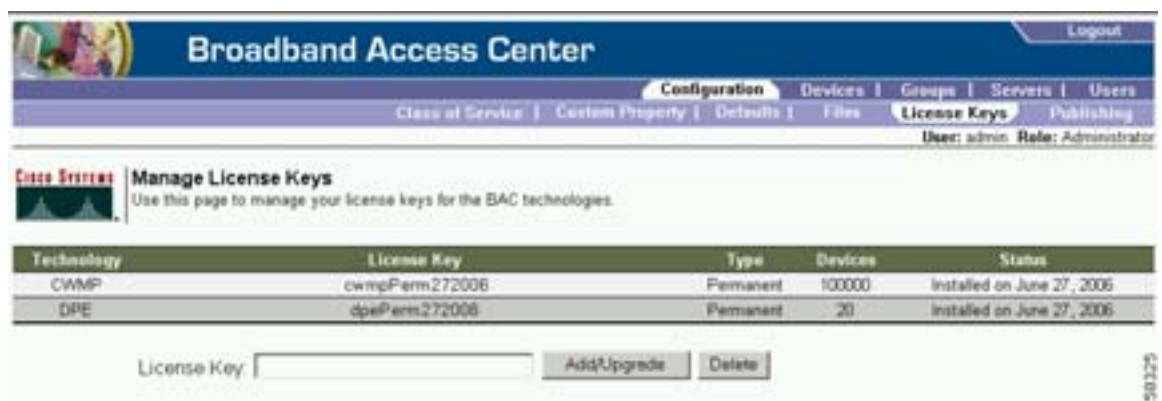 Logout
Broadband Access Center
Configuration Devices | Groups | Servers | Users
Class of Service | Custom Property | Defaults | Files License Keys Publishing
User: admin Role: Administrator
CISCO SYSTEMS
Manage License Keys
Use this page to manage your license keys for the BAC technologies.
Technology License Key Type Devices Status
CWMP cwmpPerm272006 Permanent 100000 Installed on June 27, 2006
DPE dpePerm272006 Permanent 20 Installed on June 27, 2006
License Key: Add/Upgrade Delete
58325